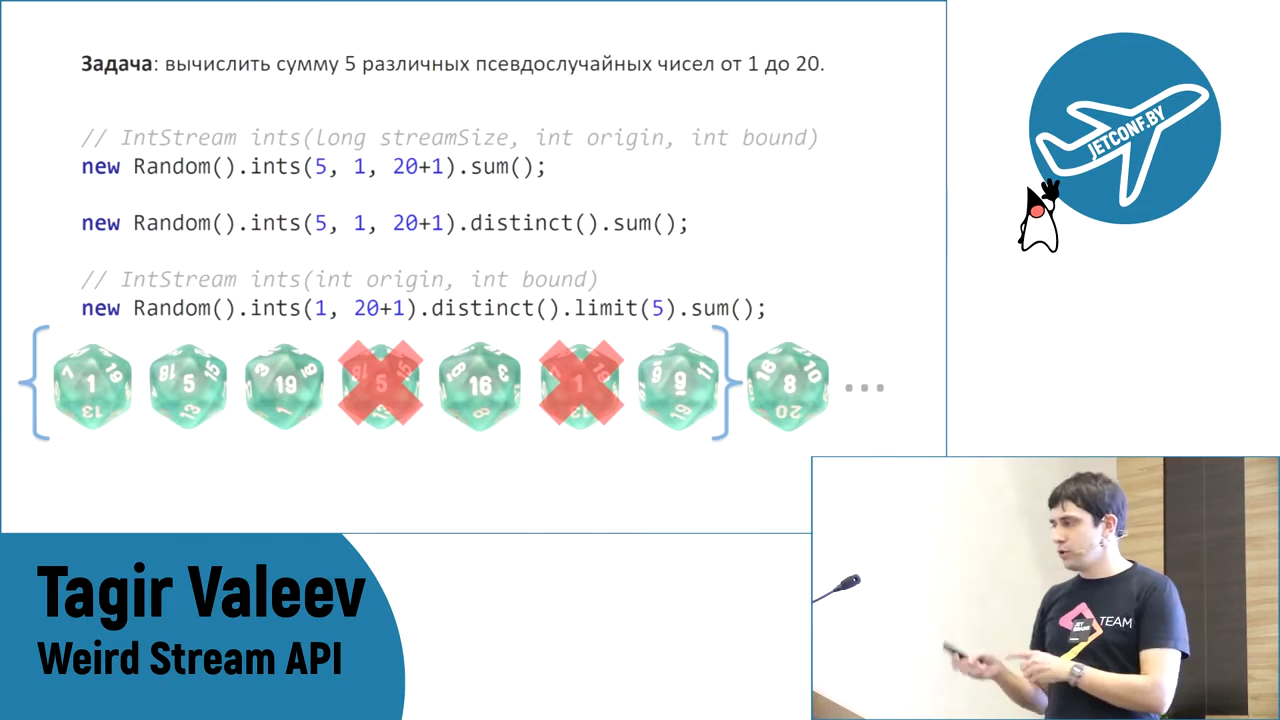 Задача: вычислить сумму 5 различных псевдослучайных чисел от 1 до 20.
// IntStream ints(long streamSize, int origin, int bound)
new Random().ints(5, 1, 20+1).sum();
new Random().ints(5, 1, 20+1).distinct().sum();
// IntStream ints(int origin, int bound)
new Random().ints(1, 20+1).distinct().limit(5).sum();
1 5 19 5 16 1 9 8 ...
JETCONF.BY
Tagir Valeev
Weird Stream API
JET
BRAINS
TEAM